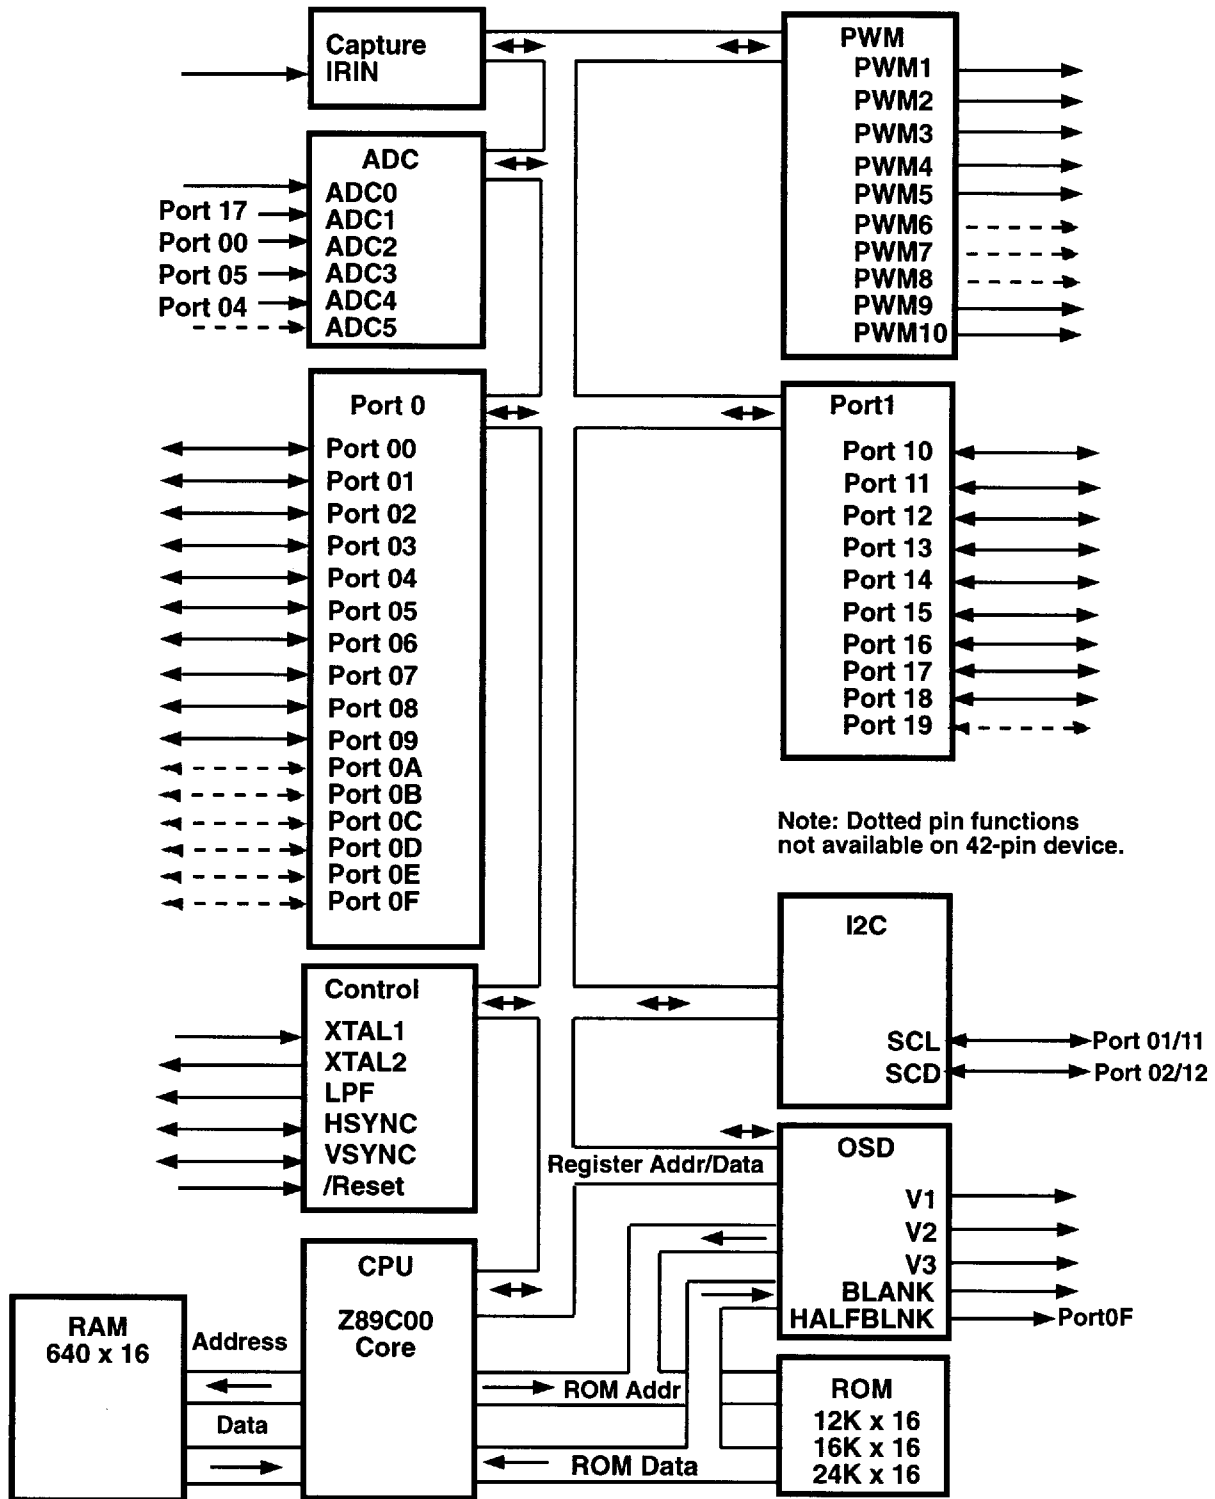 Capture
IRIN
ADC
ADC0
Port 17
ADC1
Port 00
ADC2
Port 05
ADC3
Port 04
ADC4
ADC5
Port 0
Port 00
Port 01
Port 02
Port 03
Port 04
Port 05
Port 06
Port 07
Port 08
Port 09
Port 0A
Port 0B
Port 0C
Port 0D
Port 0E
Port 0F
Control
XTAL1
XTAL2
LPF
HSYNC
VSYNC
/Reset
CPU
Z89C00
Core
RAM
640 x 16
Address
Data
PWM
PWM1
PWM2
PWM3
PWM4
PWM5
PWM6
PWM7
PWM8
PWM9
PWM10
Port1
Port 10
Port 11
Port 12
Port 13
Port 14
Port 15
Port 16
Port 17
Port 18
Port 19
Note: Dotted pin functions
not available on 42-pin device.
I2C
SCL
Port 01/11
SCD
Port 02/12
Register Addr/Data
OSD
V1
V2
V3
BLANK
HALFBLNK
Port0F
ROM Addr
ROM Data
ROM
12K x 16
16K x 16
24K x 16